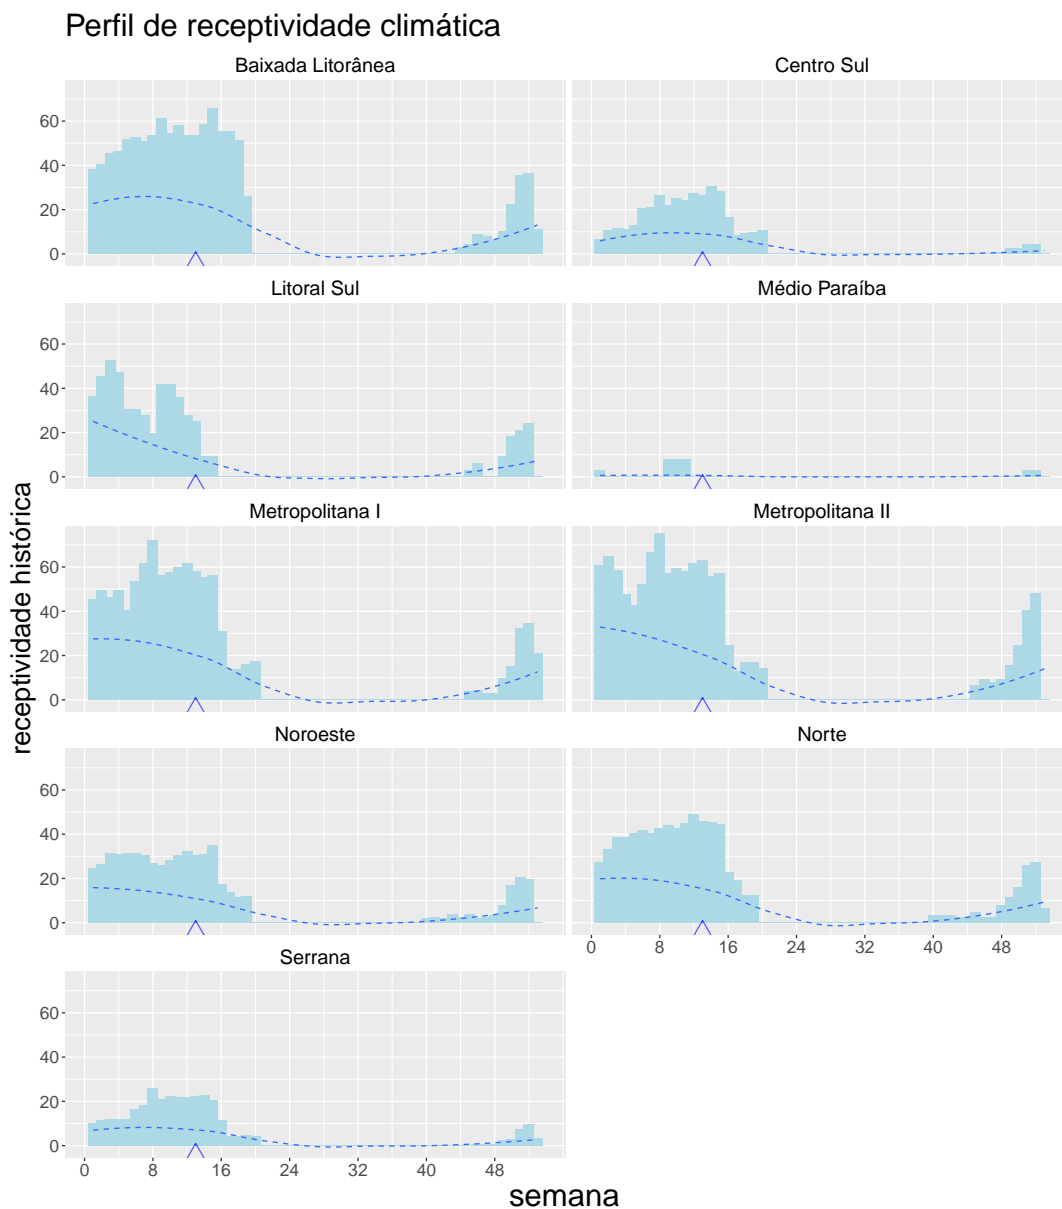 Perfil de receptividade climática
Baixada Litorânea
Centro Sul
60
40
20
0
Litoral Sul
Médio Paraíba
60
40
20
0
Metropolitana I
Metropolitana II
60
40
20
0
Noroeste
Norte
60
40
20
0
0 8 16 24 32 40 48
Serrana
60
40
20
0
0 8 16 24 32 40 48
semana
receptividade histórica